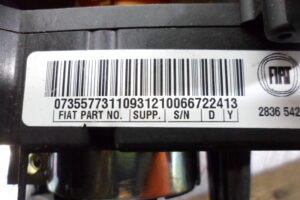 07355773110931210066722413
FIAT PART NO. SUPP. S/N D Y
FIAT
2836 542